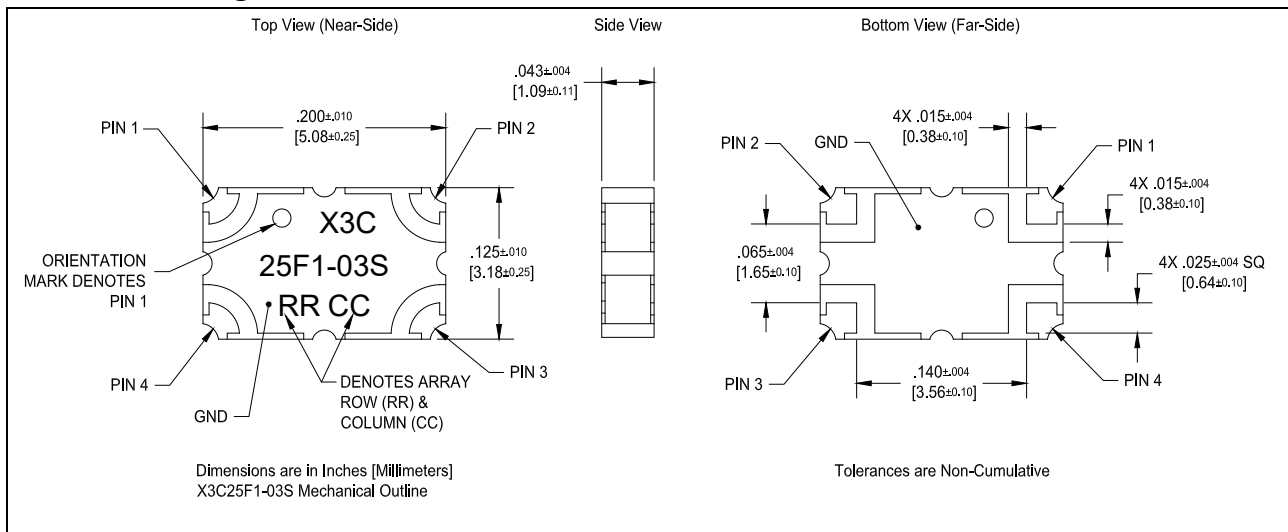 Top View (Near-Side)
Side View
Bottom View (Far-Side)
.043±.004
[1.09±0.11]
.200±.010
[5.08±0.25]
PIN 1
PIN 2
4X .015±.004
[0.38±0.10]
PIN 2
GND
PIN 1
4X .015±.004
[0.38±0.10]
X3C
25F1-03S
RR CC
.125±.010
[3.18±0.25]
ORIENTATION
MARK DENOTES
PIN 1
.065±.004
[1.65±0.10]
4X .025±.004 SQ
[0.64±0.10]
PIN 4
GND
DENOTES ARRAY
ROW (RR) &
COLUMN (CC)
PIN 3
PIN 3
.140±.004
[3.56±0.10]
PIN 4
Dimensions are in Inches [Millimeters]
X3C25F1-03S Mechanical Outline
Tolerances are Non-Cumulative